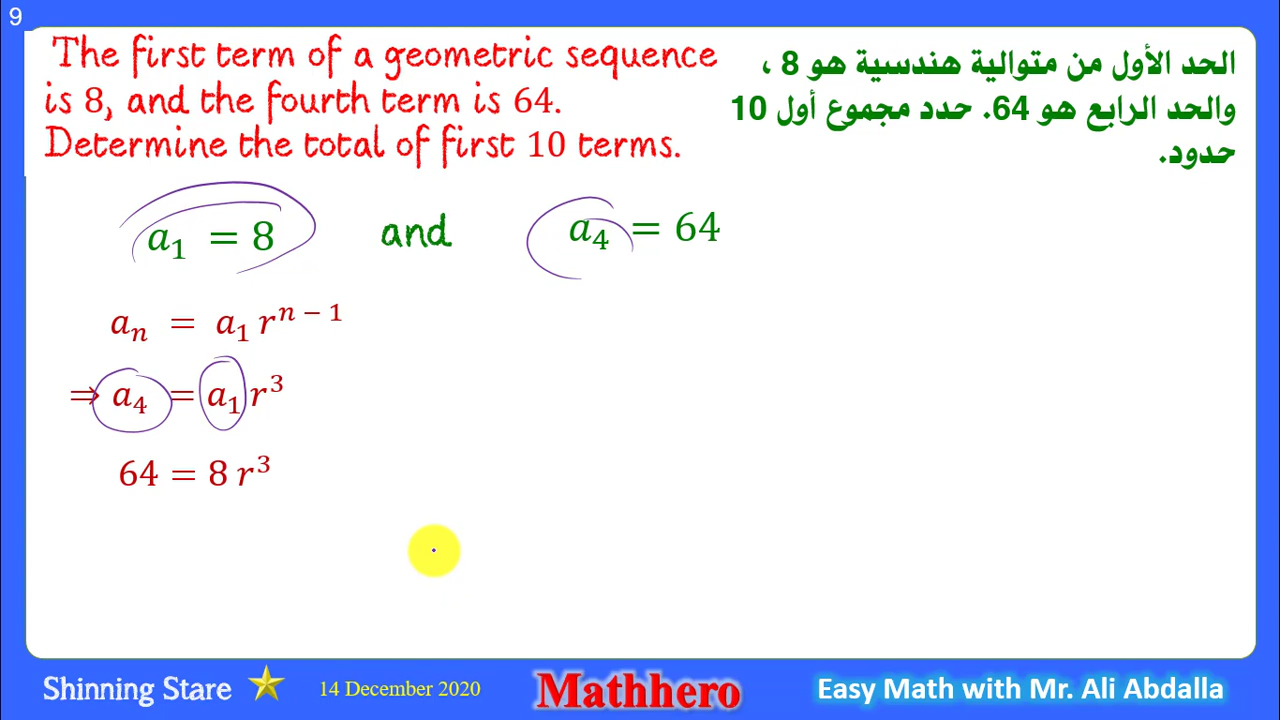 9
The first term of a geometric sequence
is 8, and the fourth term is 64.
Determine the total of first 10 terms.
الحد الأول من متوالية هندسية هو 8 ،
والحد الرابع هو 64. حدد مجموع أول 10
حدود.
a₁ = 8 and a₄ = 64
aₙ = a₁ rⁿ⁻¹
⇒ a₄ = a₁ r³
64 = 8 r³
Shinning Stare 14 December 2020 Mathhero Easy Math with Mr. Ali Abdalla